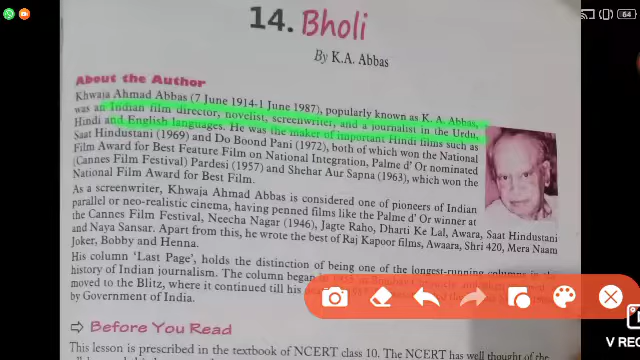 64
14. Bholi
By K.A. Abbas
About the Author
Khwaja Ahmad Abbas (7 June 1914-1 June 1987), popularly known as K. A. Abbas,
was an Indian film director, novelist, screenwriter, and a journalist in the Urdu,
Hindi and English languages. He was the maker of important Hindi films such as
Saat Hindustani (1969) and Do Boond Pani (1972), both of which won the National
Film Award for Best Feature Film on National Integration, Palme d' Or nominated
(Cannes Film Festival) Pardesi (1957) and Shehar Aur Sapna (1963), which won the
National Film Award for Best Film.
As a screenwriter, Khwaja Ahmad Abbas is considered one of pioneers of Indian
parallel or neo-realistic cinema, having penned films like the Palme d' Or winner at
the Cannes Film Festival, Neecha Nagar (1946), Jagte Raho, Dharti Ke Lal, Awara, Saat Hindustani
and Naya Sansar. Apart from this, he wrote the best of Raj Kapoor films, Awaara, Shri 420, Mera Naam
Joker, Bobby and Henna.
His column 'Last Page', holds the distinction of being one of the longest-running columns in the
history of Indian journalism. The column began in
moved to the Blitz, where it continued till his
by Government of India.
Before You Read
This lesson is prescribed in the textbook of NCERT class 10. The NCERT has well thought of the
V REC